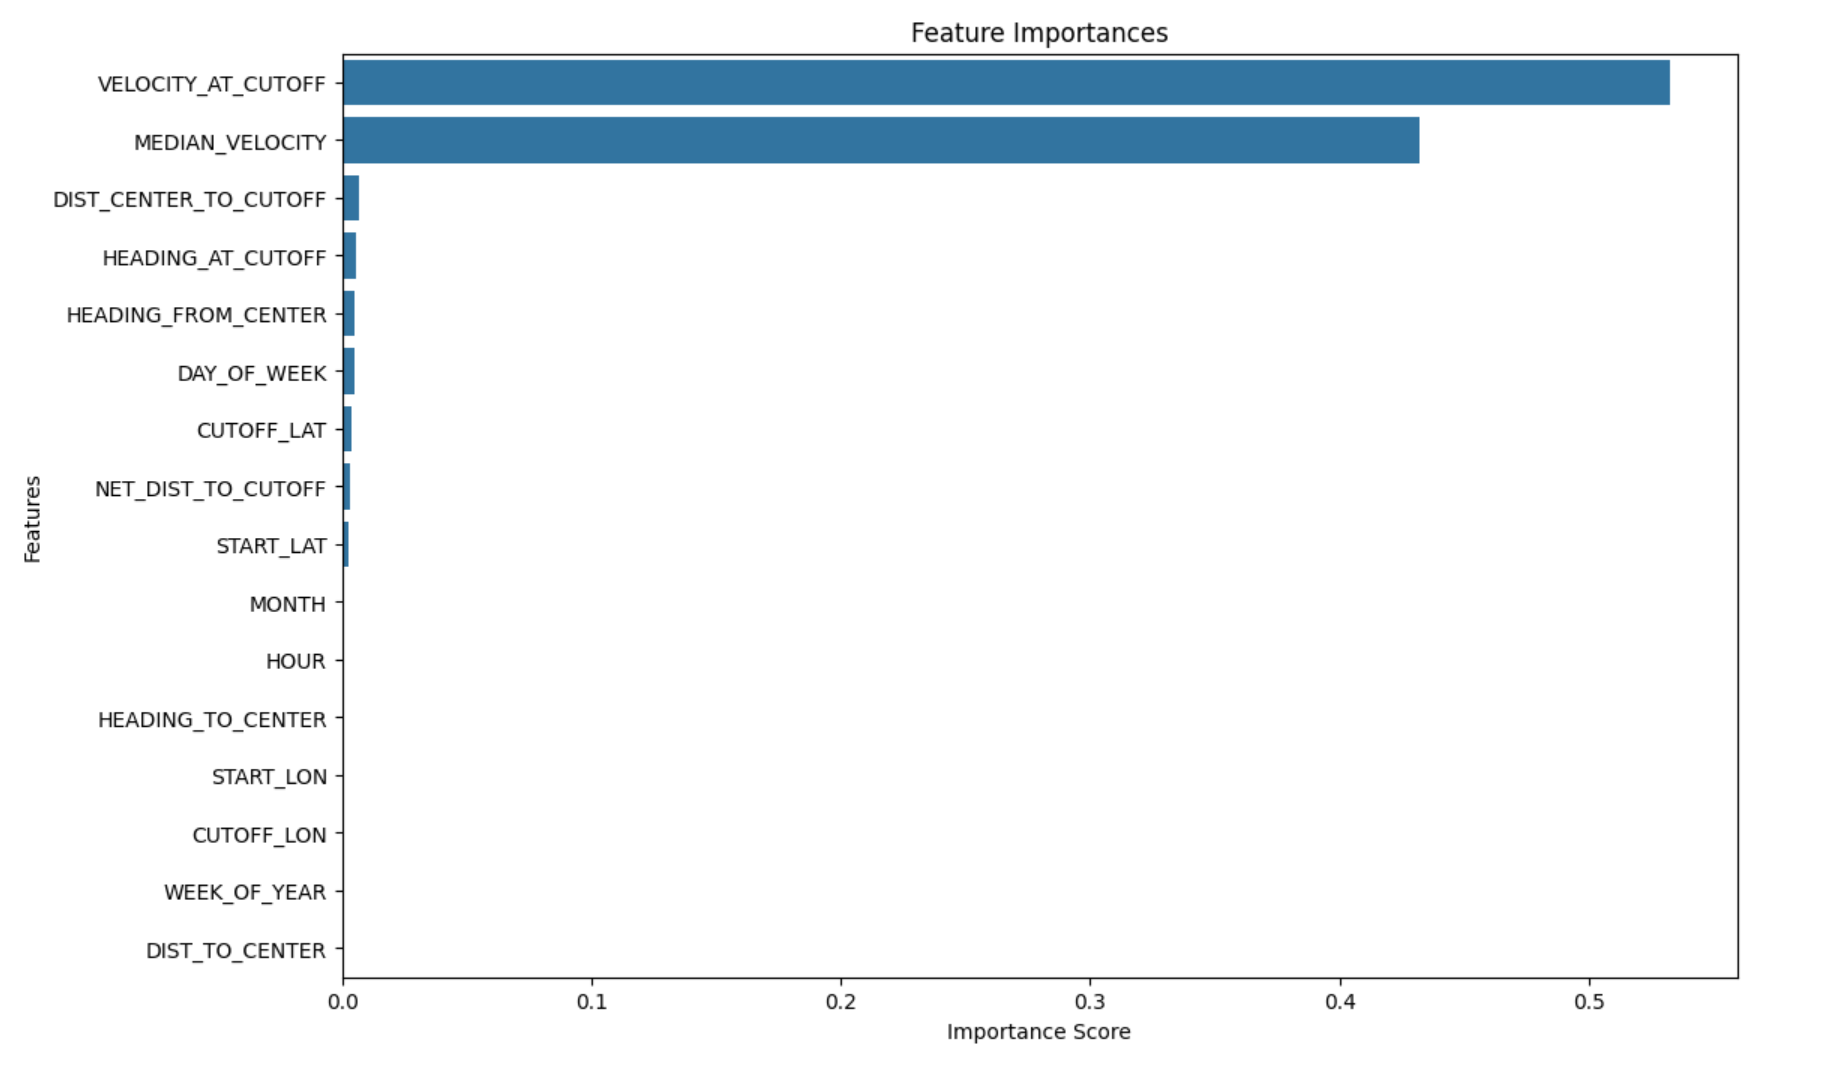 Feature Importances
VELOCITY_AT_CUTOFF
MEDIAN_VELOCITY
DIST_CENTER_TO_CUTOFF
HEADING_AT_CUTOFF
HEADING_FROM_CENTER
DAY_OF_WEEK
CUTOFF_LAT
NET_DIST_TO_CUTOFF
START_LAT
MONTH
HOUR
HEADING_TO_CENTER
START_LON
CUTOFF_LON
WEEK_OF_YEAR
DIST_TO_CENTER
Features
0.0 0.1 0.2 0.3 0.4 0.5
Importance Score